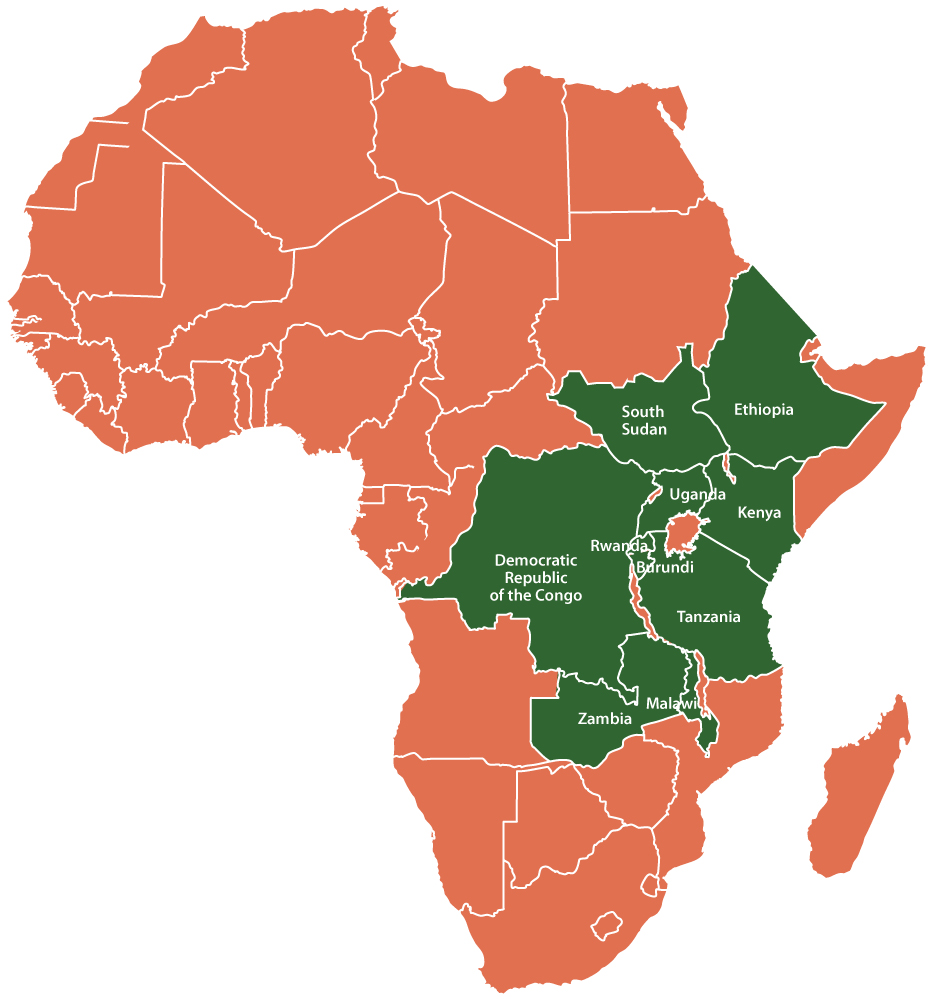 South
Sudan
Ethiopia
Uganda
Kenya
Rwanda
Burundi
Democratic
Republic
of the Congo
Tanzania
Malawi
Zambia